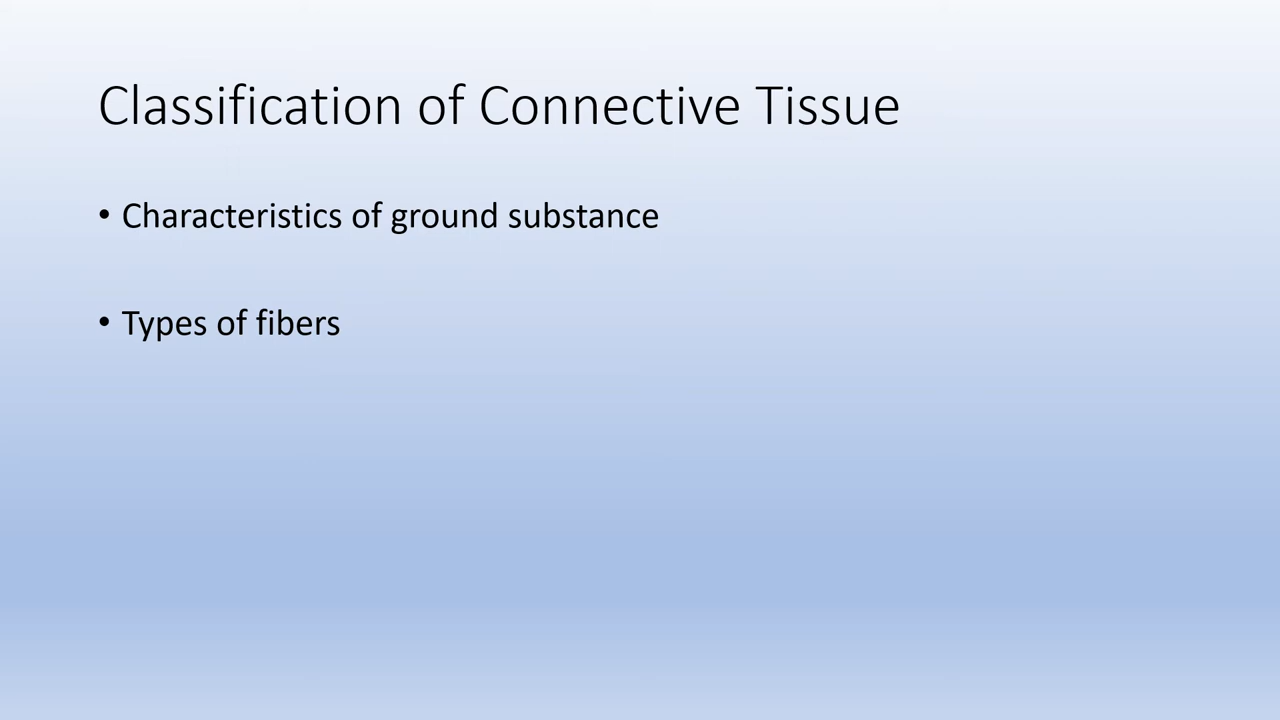 Classification of Connective Tissue
• Characteristics of ground substance
• Types of fibers